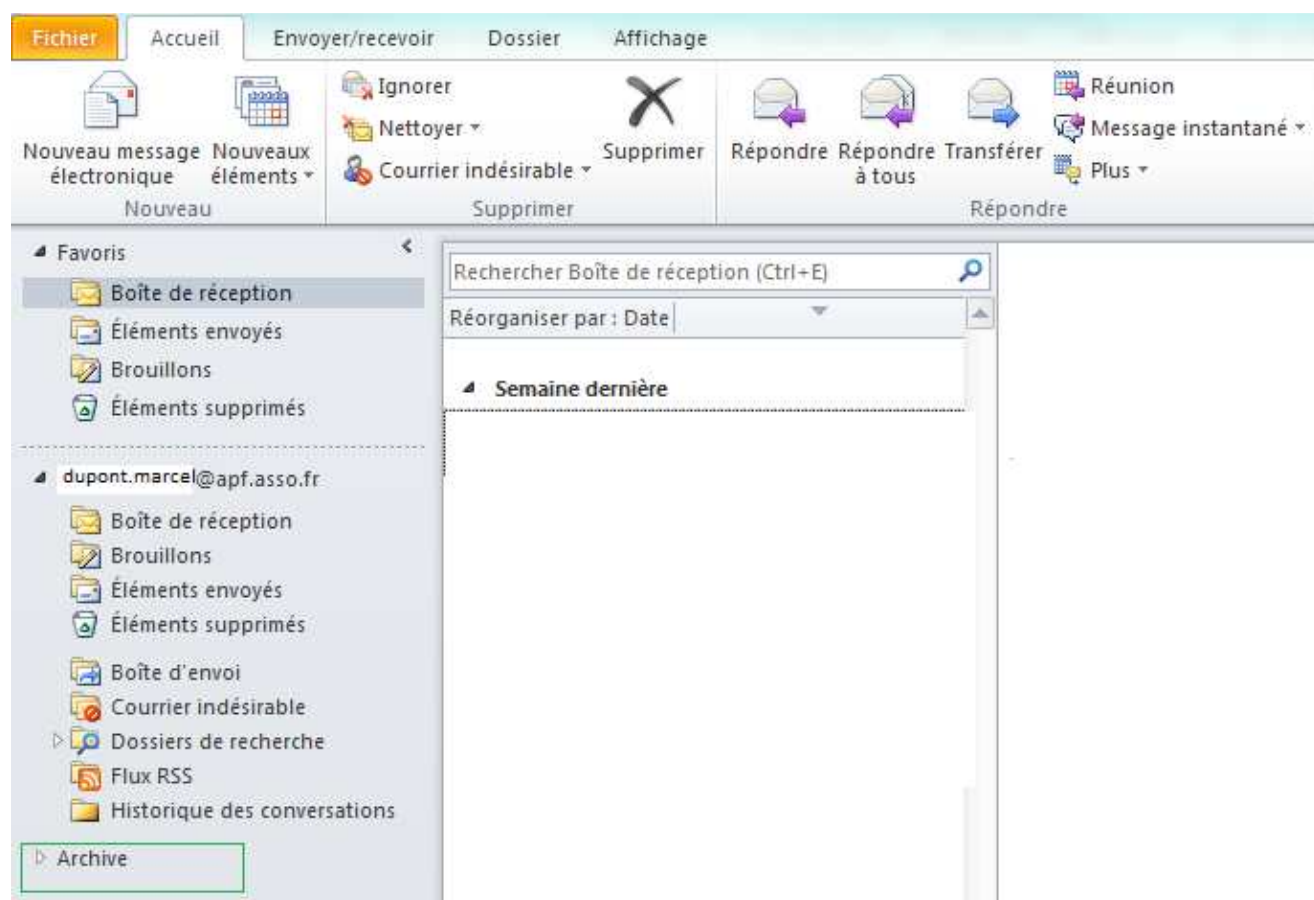 Fichier Accueil Envoyer/recevoir Dossier Affichage
Nouveau message électronique
Nouveaux éléments
Nouveau
Ignorer
Nettoyer
Courrier indésirable
Supprimer
Supprimer
Répondre
Répondre à tous
Transférer
Réunion
Message instantané
Plus
Répondre
Favoris
Boîte de réception
Éléments envoyés
Brouillons
Éléments supprimés
dupont.marcel@apf.asso.fr
Boîte de réception
Brouillons
Éléments envoyés
Éléments supprimés
Boîte d'envoi
Courrier indésirable
Dossiers de recherche
Flux RSS
Historique des conversations
Archive
Rechercher Boîte de réception (Ctrl+E)
Réorganiser par : Date
Semaine dernière